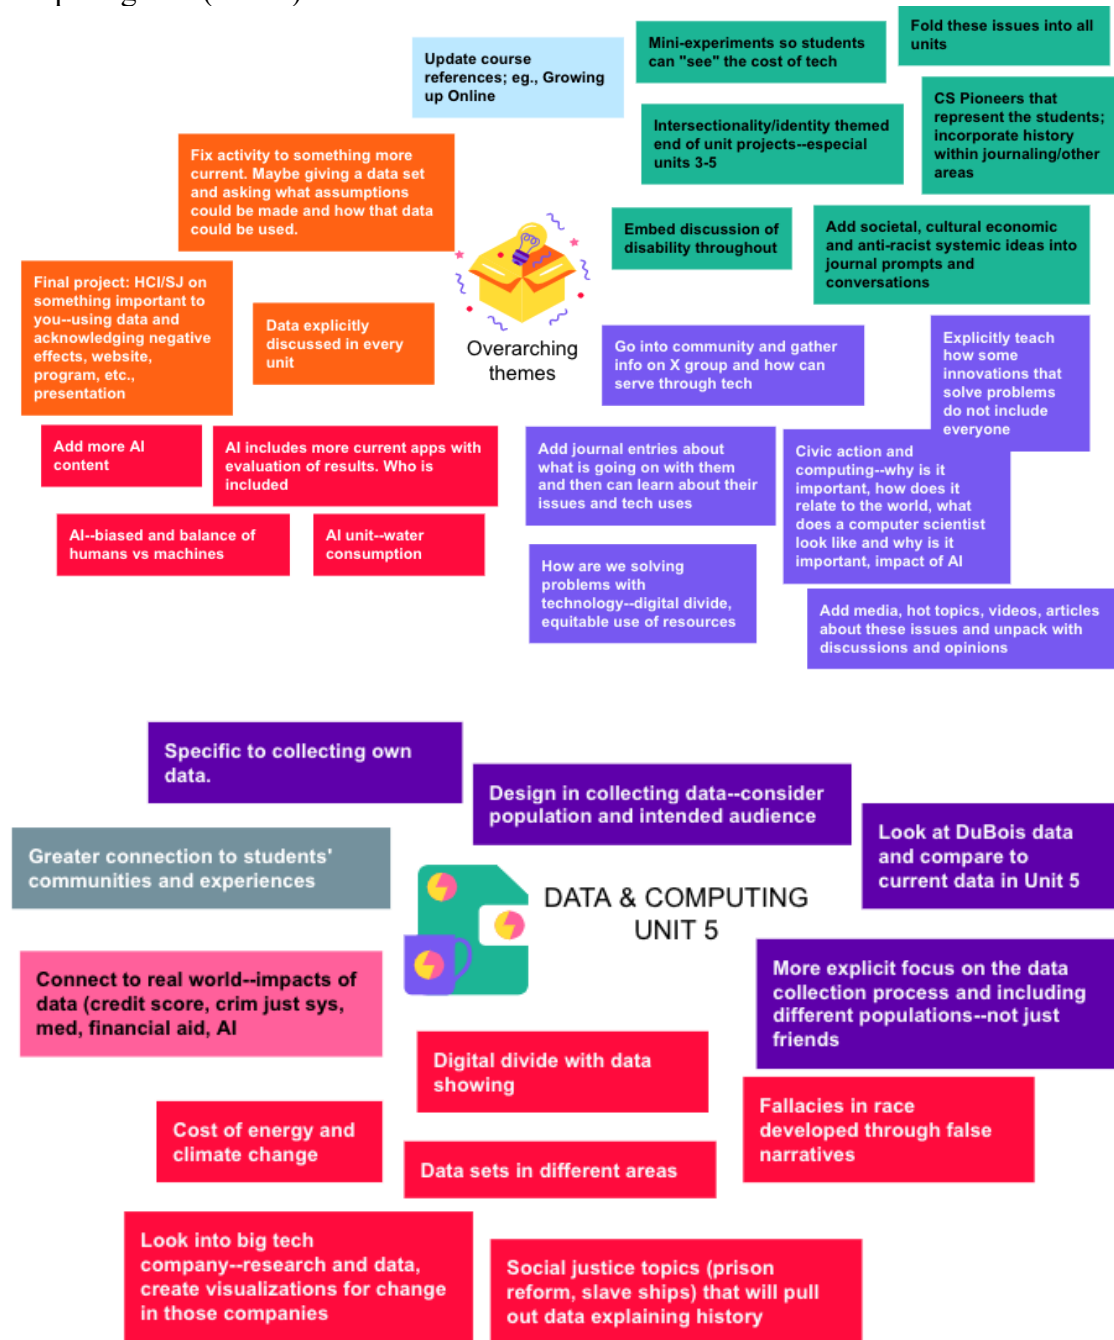 Update course
references; eg., Growing
up Online
Mini-experiments so students
can "see" the cost of tech
Fold these issues into all
units
Intersectionality/identity themed
end of unit projects--especial
units 3-5
CS Pioneers that
represent the students;
incorporate history
within journaling/other
areas
Fix activity to something more
current. Maybe giving a data set
and asking what assumptions
could be made and how that data
could be used.
Embed discussion of
disability throughout
Add societal, cultural economic
and anti-racist systemic ideas into
journal prompts and
conversations
Final project: HCI/SJ on
something important to
you--using data and
acknowledging negative
effects, website,
program, etc.,
presentation
Data explicitly
discussed in every
unit
Overarching
themes
Go into community and gather
info on X group and how can
serve through tech
Explicitly teach
how some
innovations that
solve problems
do not include
everyone
Add more AI
content
AI includes more current apps with
evaluation of results. Who is
included
Add journal entries about
what is going on with them
and then can learn about their
issues and tech uses
Civic action and
computing--why is it
important, how does it
relate to the world, what
does a computer scientist
look like and why is it
important, impact of AI
AI--biased and balance of
humans vs machines
AI unit--water
consumption
How are we solving
problems with
technology--digital divide,
equitable use of resources
Add media, hot topics, videos, articles
about these issues and unpack with
discussions and opinions
Specific to collecting own
data.
Design in collecting data--consider
population and intended audience
Look at DuBois data
and compare to
current data in Unit 5
Greater connection to students'
communities and experiences
DATA & COMPUTING
UNIT 5
Connect to real world--impacts of
data (credit score, crim just sys,
med, financial aid, AI
More explicit focus on the data
collection process and including
different populations--not just
friends
Digital divide with data
showing
Fallacies in race
developed through false
narratives
Cost of energy and
climate change
Data sets in different areas
Look into big tech
company--research and data,
create visualizations for change
in those companies
Social justice topics (prison
reform, slave ships) that will pull
out data explaining history